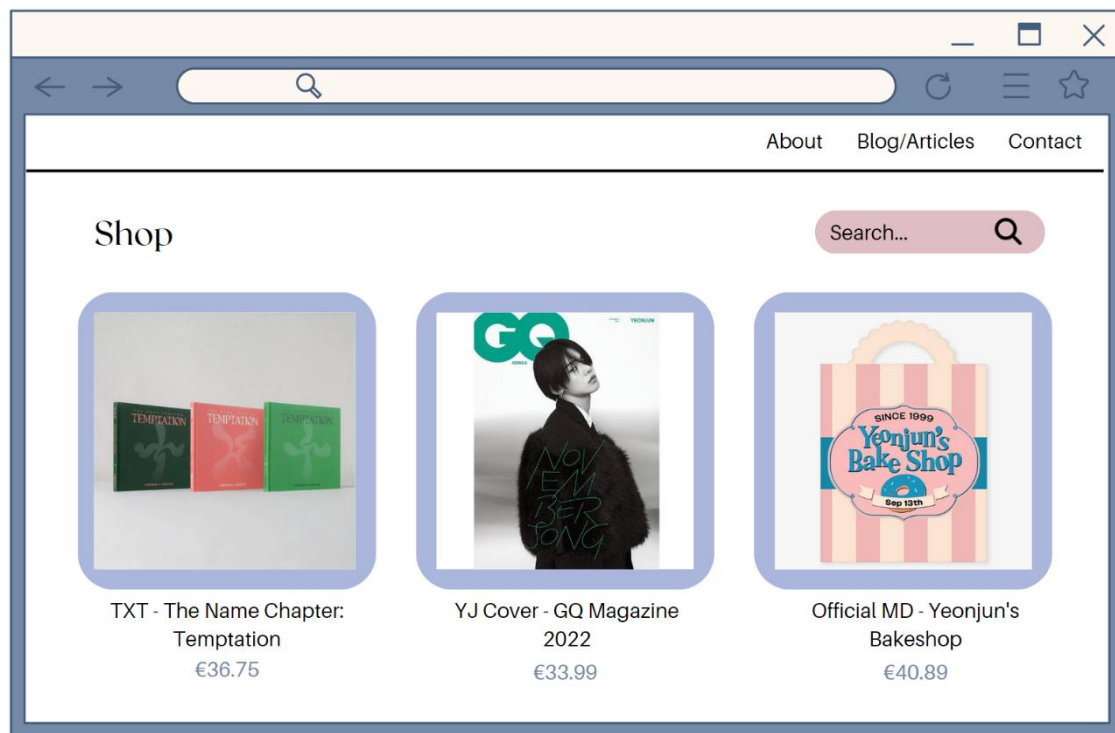 About Blog/Articles Contact
Shop
Search...
TEMPTATION
TEMPTATION
TEMPTATION
GQ
KOREA
YEONJUN
NOV
EM
BER
SONG
SINCE 1999
Yeonjun's
Bake Shop
Sep 13th
TXT - The Name Chapter:
Temptation
€36.75
YJ Cover - GQ Magazine
2022
€33.99
Official MD - Yeonjun's
Bakeshop
€40.89